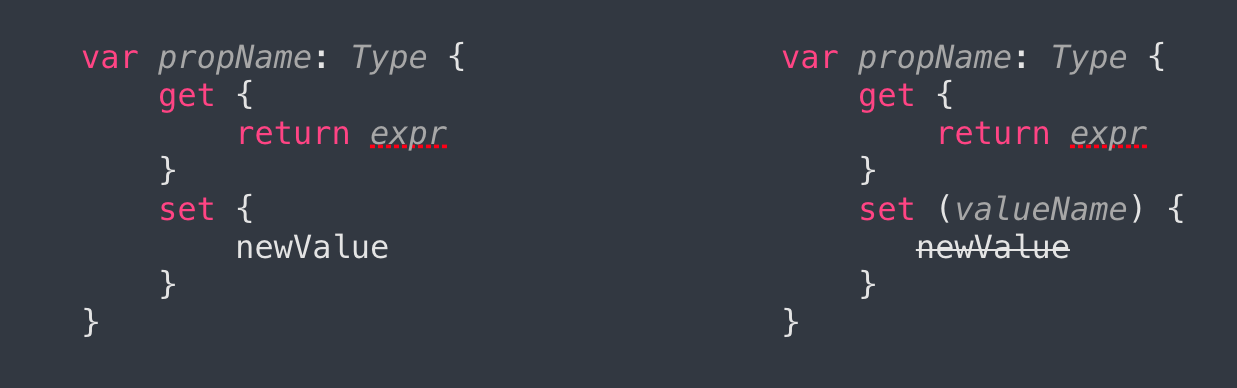 var propName: Type {
get {
return expr
}
set {
newValue
}
}
var propName: Type {
get {
return expr
}
set (valueName) {
newValue
}
}